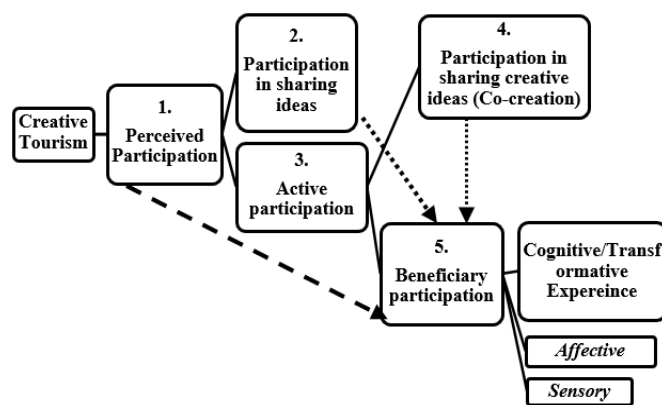 Creative
Tourism
1.
Perceived
Participation
2.
Participation
in sharing
ideas
3.
Active
participation
4.
Participation in
sharing creative
ideas (Co-creation)
5.
Beneficiary
participation
Cognitive/Transf
ormative
Expereince
Affective
Sensory